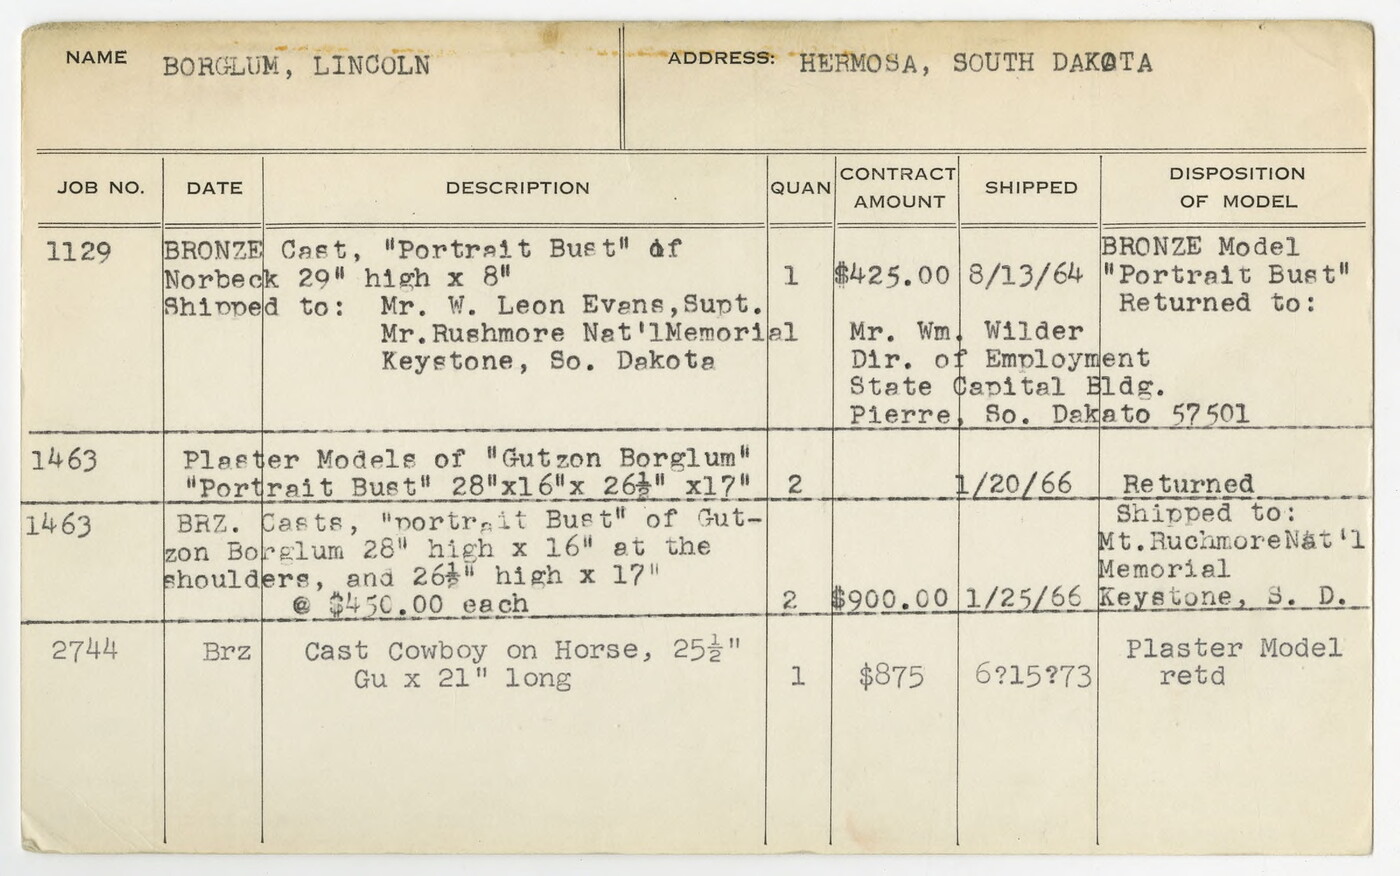 NAME BORGLUM, LINCOLN ADDRESS: HERMOSA, SOUTH DAKOTA
JOB NO. DATE DESCRIPTION QUAN CONTRACT AMOUNT SHIPPED DISPOSITION OF MODEL
1129 BRONZE Cast, "Portrait Bust" of BRONZE Model
Norbeck 29" high x 8" 1 $425.00 8/13/64 "Portrait Bust"
Shipped to: Mr. W. Leon Evans,Supt. Returned to:
Mr.Rushmore Nat'lMemorial Mr. Wm. Wilder
Keystone, So. Dakota Dir. of Employment
State Capital Bldg.
Pierre, So. Dakato 57501
1463 Plaster Models of "Gutzon Borglum"
"Portrait Bust" 28"x16"x 26½" x17" 2 1/20/66 Returned
1463 BRZ. Casts, "portrait Bust" of Gut- Shipped to:
zon Borglum 28" high x 16" at the Mt.RuchmoreNat'l
shoulders, and 26½" high x 17" Memorial
@ $450.00 each 2 $900.00 1/25/66 Keystone, S. D.
2744 Brz Cast Cowboy on Horse, 25½" Plaster Model
Gu x 21" long 1 $875 6?15?73 retd